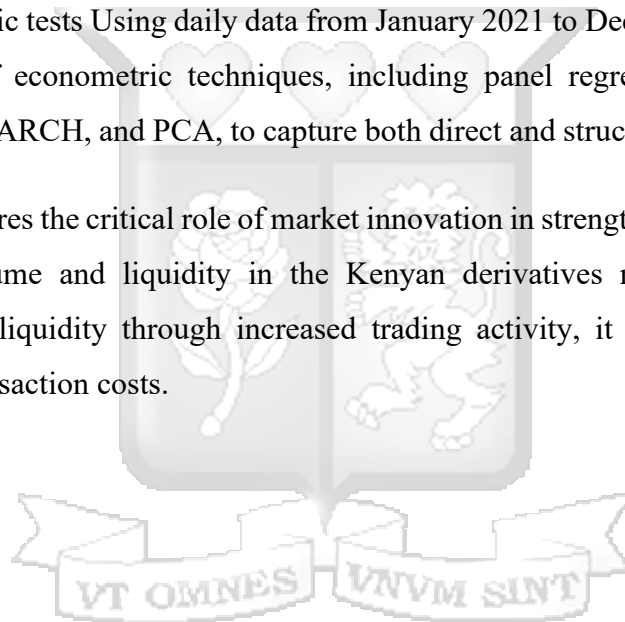 ic tests Using daily data from January 2021 to Dec
f econometric techniques, including panel regre
ARCH, and PCA, to capture both direct and struc
res the critical role of market innovation in strengt
ume and liquidity in the Kenyan derivatives
liquidity through increased trading activity, it
saction costs.
VT OMNES VNVM SINT